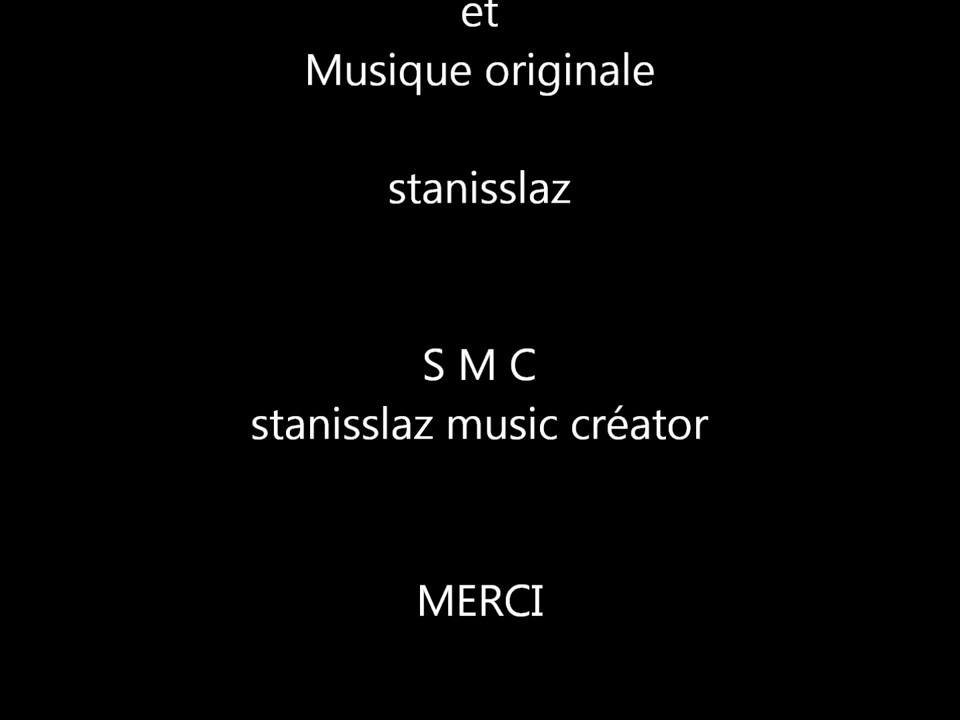 et
Musique originale
stanisslaz
S M C
stanisslaz music créator
MERCI